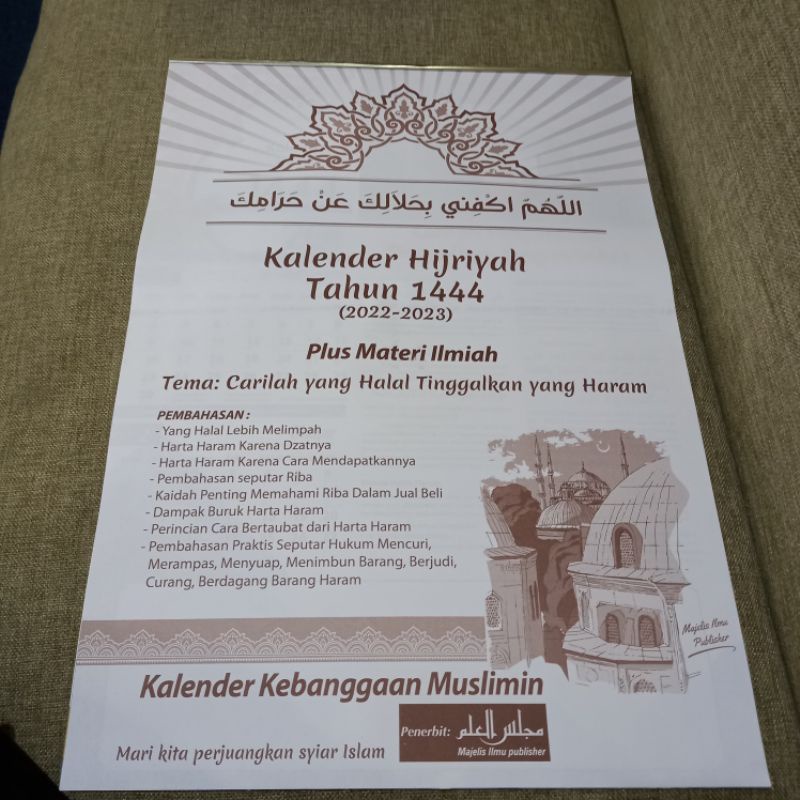 اللَهُمَّ اكْفِنِي بِحَلاَلِكَ عَنْ حَرَامِكَ
Kalender Hijriyah
Tahun 1444
(2022-2023)
Plus Materi Ilmiah
Tema: Carilah yang Halal Tinggalkan yang Haram
PEMBAHASAN :
- Yang Halal Lebih Melimpah
- Harta Haram Karena Dzatnya
- Harta Haram Karena Cara Mendapatkannya
- Pembahasan seputar Riba
- Kaidah Penting Memahami Riba Dalam Jual Beli
- Dampak Buruk Harta Haram
- Perincian Cara Bertaubat dari Harta Haram
- Pembahasan Praktis Seputar Hukum Mencuri,
Merampas, Menyuap, Menimbun Barang, Berjudi,
Curang, Berdagang Barang Haram
Majelis Ilmu
Publisher
Kalender Kebanggaan Muslimin
Mari kita perjuangkan syiar Islam
Penerbit: مجلس العلم
Majelis Ilmu publisher